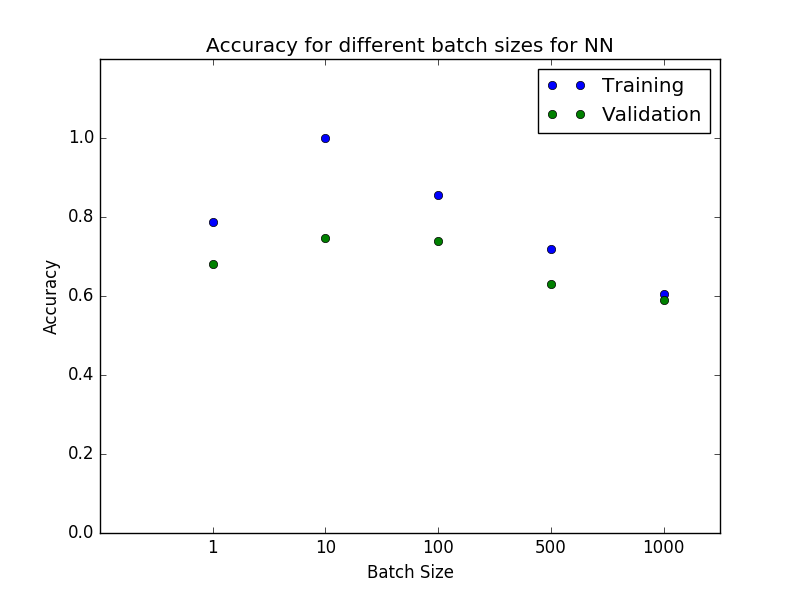 Accuracy for different batch sizes for NN
Training
Validation
1.0
0.8
0.6
0.4
0.2
0.0
Accuracy
1 10 100 500 1000
Batch Size